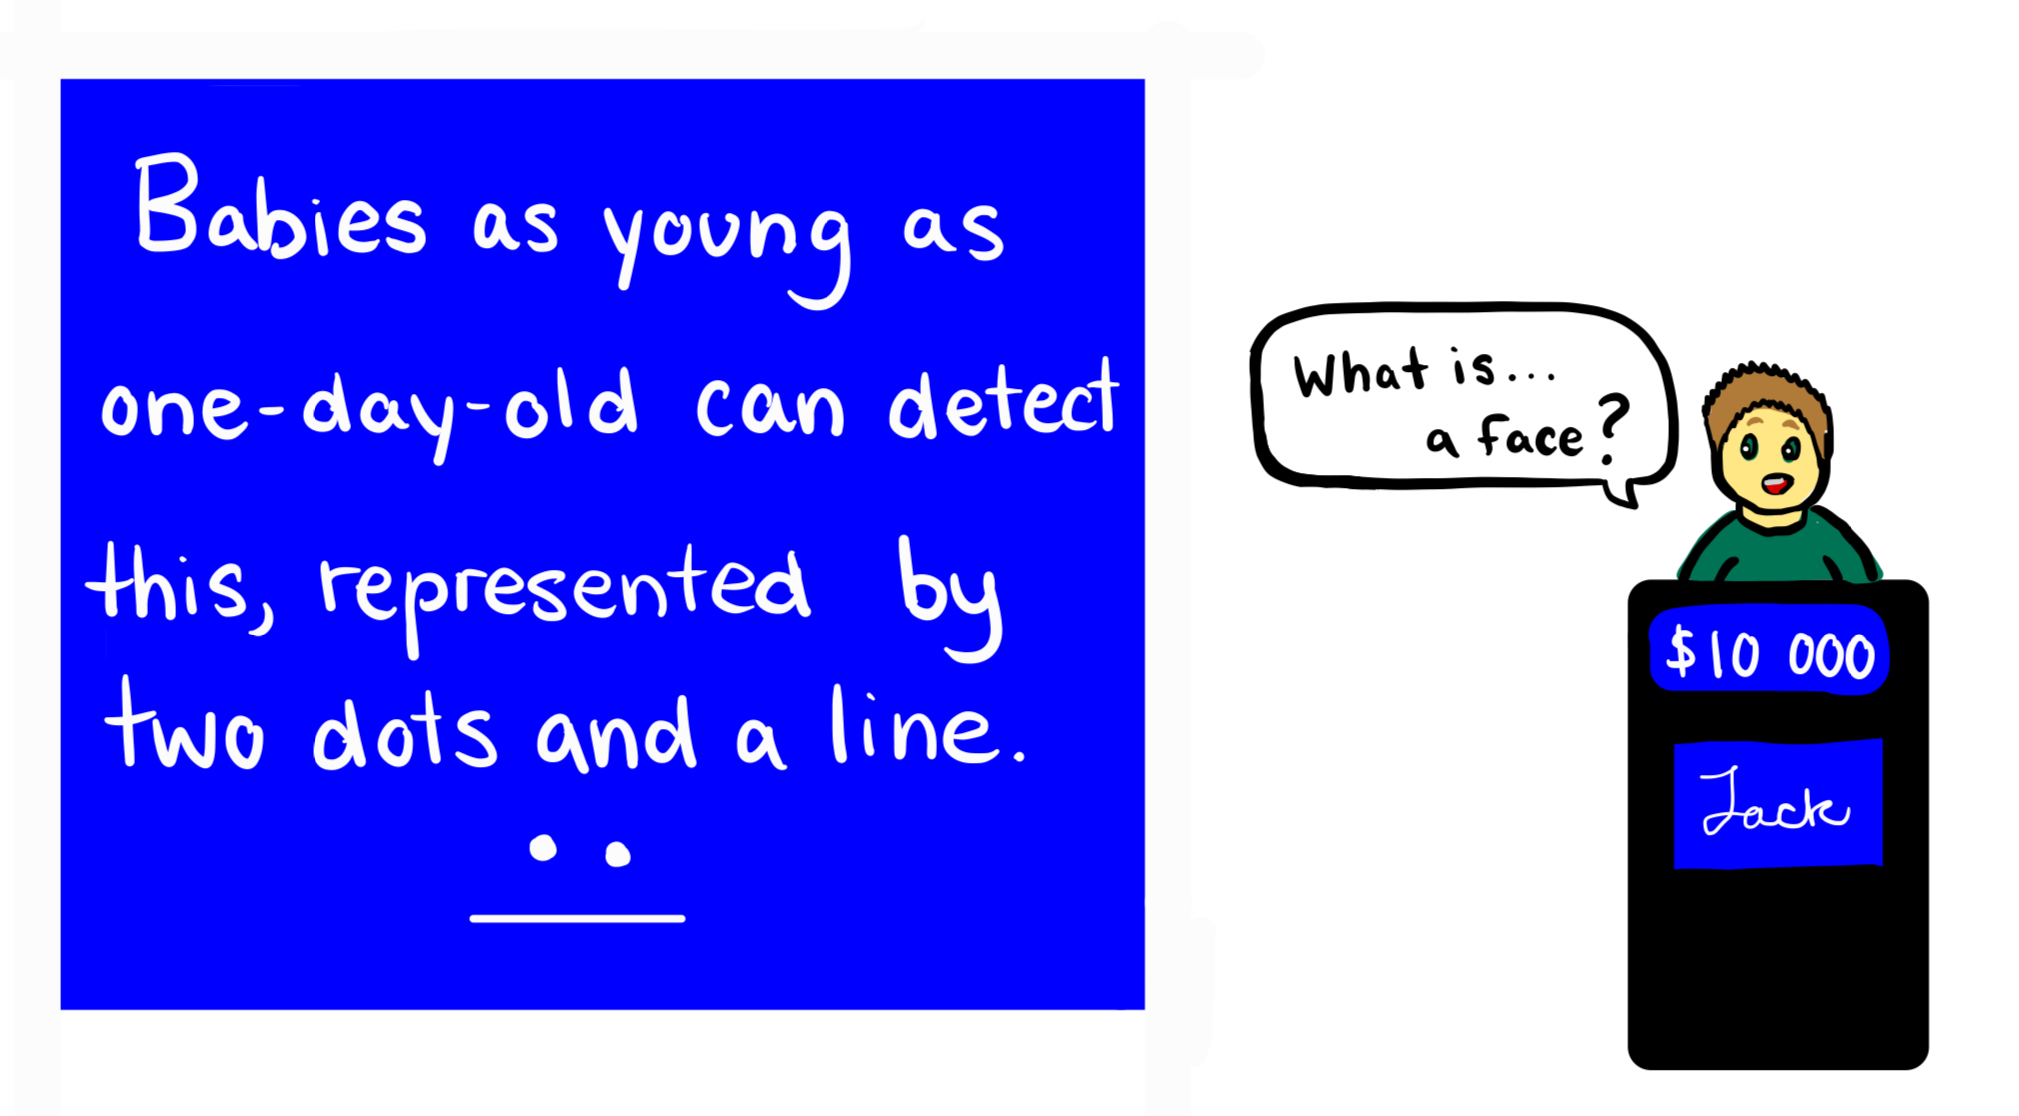 Babies as young as
one-day-old can detect
this, represented by
two dots and a line.
What is...
a face?
$10 000
Jack